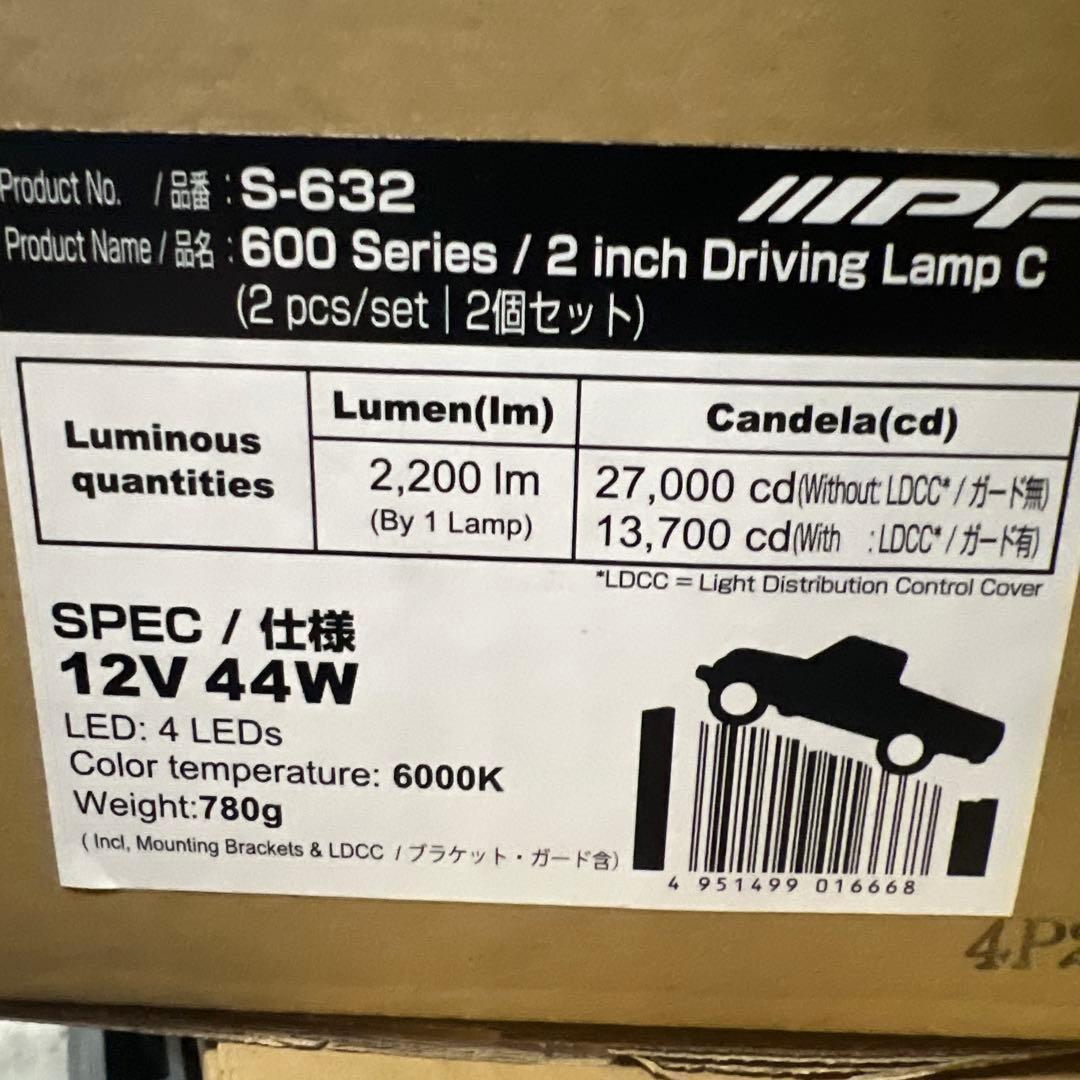 Product No. / 品番 : S-632
IPF
Product Name / 品名 : 600 Series / 2 inch Driving Lamp C
(2 pcs/set | 2個セット)
Luminous quantities
Lumen(lm)
Candela(cd)
2,200 lm
(By 1 Lamp)
27,000 cd(Without: LDCC* / ガード無)
13,700 cd(With : LDCC* / ガード有)
*LDCC = Light Distribution Control Cover
SPEC / 仕様
12V 44W
LED: 4 LEDs
Color temperature: 6000K
Weight:780g
( Incl, Mounting Brackets & LDCC / ブラケット・ガード含)
4 951499 016668